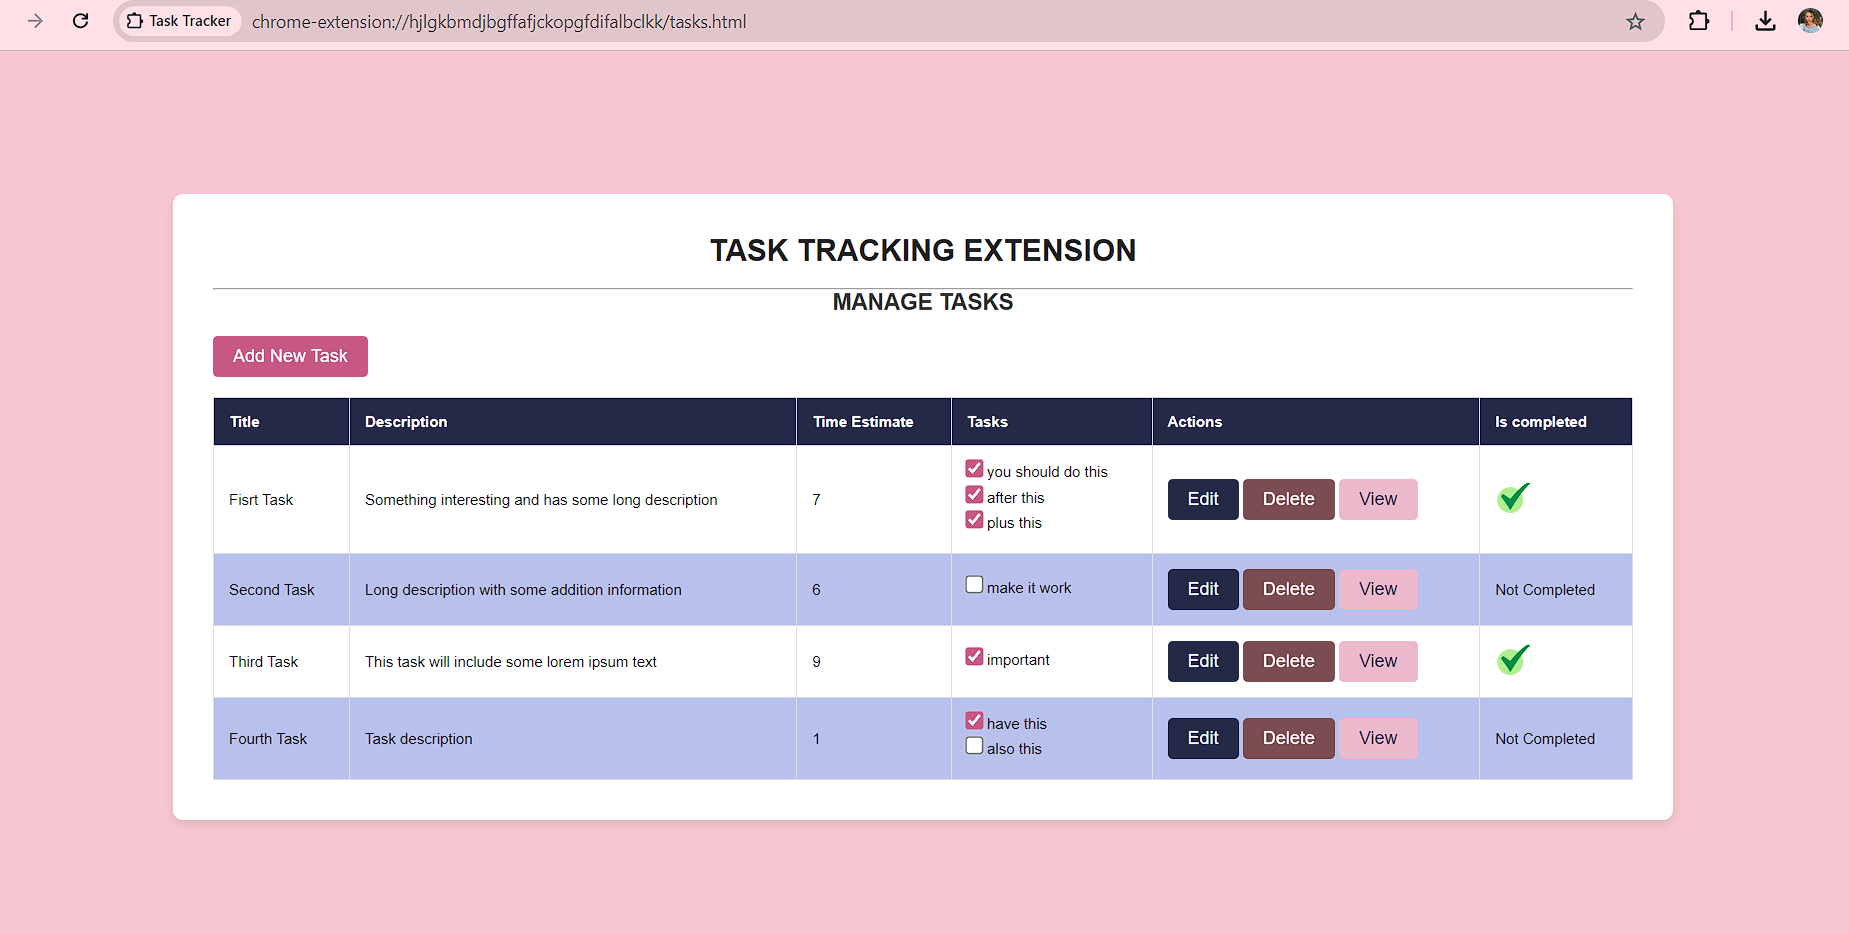 Task Tracker chrome-extension://hjlgkbmdjbgffafjckopgfdifalbclkk/tasks.html
TASK TRACKING EXTENSION
MANAGE TASKS
Add New Task
Title Description Time Estimate Tasks Actions Is completed
Fisrt Task Something interesting and has some long description 7 you should do this
after this
plus this
Edit Delete View
Second Task Long description with some addition information 6 make it work Edit Delete View Not Completed
Third Task This task will include some lorem ipsum text 9 important Edit Delete View
Fourth Task Task description 1 have this
also this
Edit Delete View Not Completed